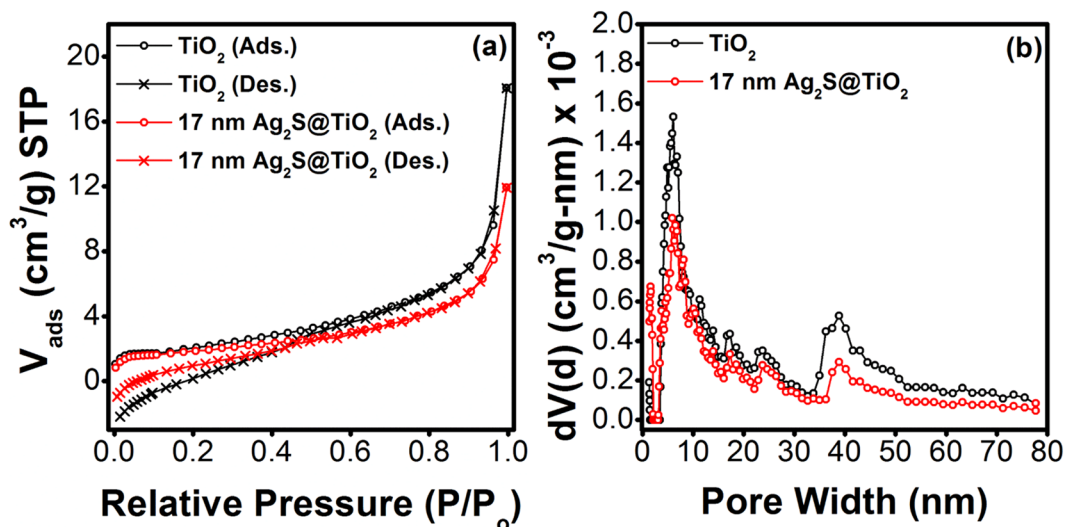 (a)
TiO₂ (Ads.)
TiO₂ (Des.)
17 nm Ag₂S@TiO₂ (Ads.)
17 nm Ag₂S@TiO₂ (Des.)
V_ads (cm³/g) STP
20
16
12
8
4
0
0.0 0.2 0.4 0.6 0.8 1.0
Relative Pressure (P/P₀)
(b)
TiO₂
17 nm Ag₂S@TiO₂
dV(d) (cm³/g-nm) x 10⁻³
2.0
1.8
1.6
1.4
1.2
1.0
0.8
0.6
0.4
0.2
0.0
0 10 20 30 40 50 60 70 80
Pore Width (nm)